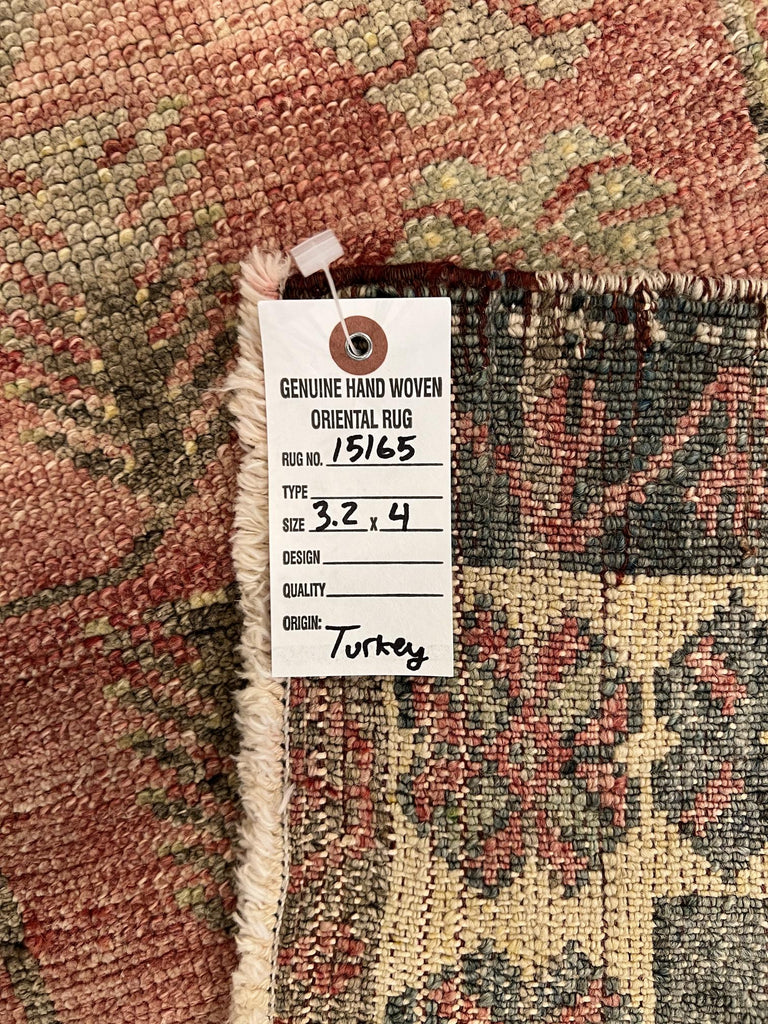 GENUINE HAND WOVEN
ORIENTAL RUG
RUG NO. 15165
TYPE
SIZE 3.2 X 4
DESIGN
QUALITY
ORIGIN: Turkey